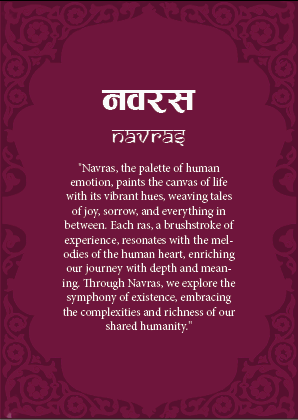 नवरस
navras
"Navras, the palette of human
emotion, paints the canvas of life
with its vibrant hues, weaving tales
of joy, sorrow, and everything in
between. Each ras, a brushstroke of
experience, resonates with the mel-
odies of the human heart, enriching
our journey with depth and mean-
ing. Through Navras, we explore the
symphony of existence, embracing
the complexities and richness of our
shared humanity."